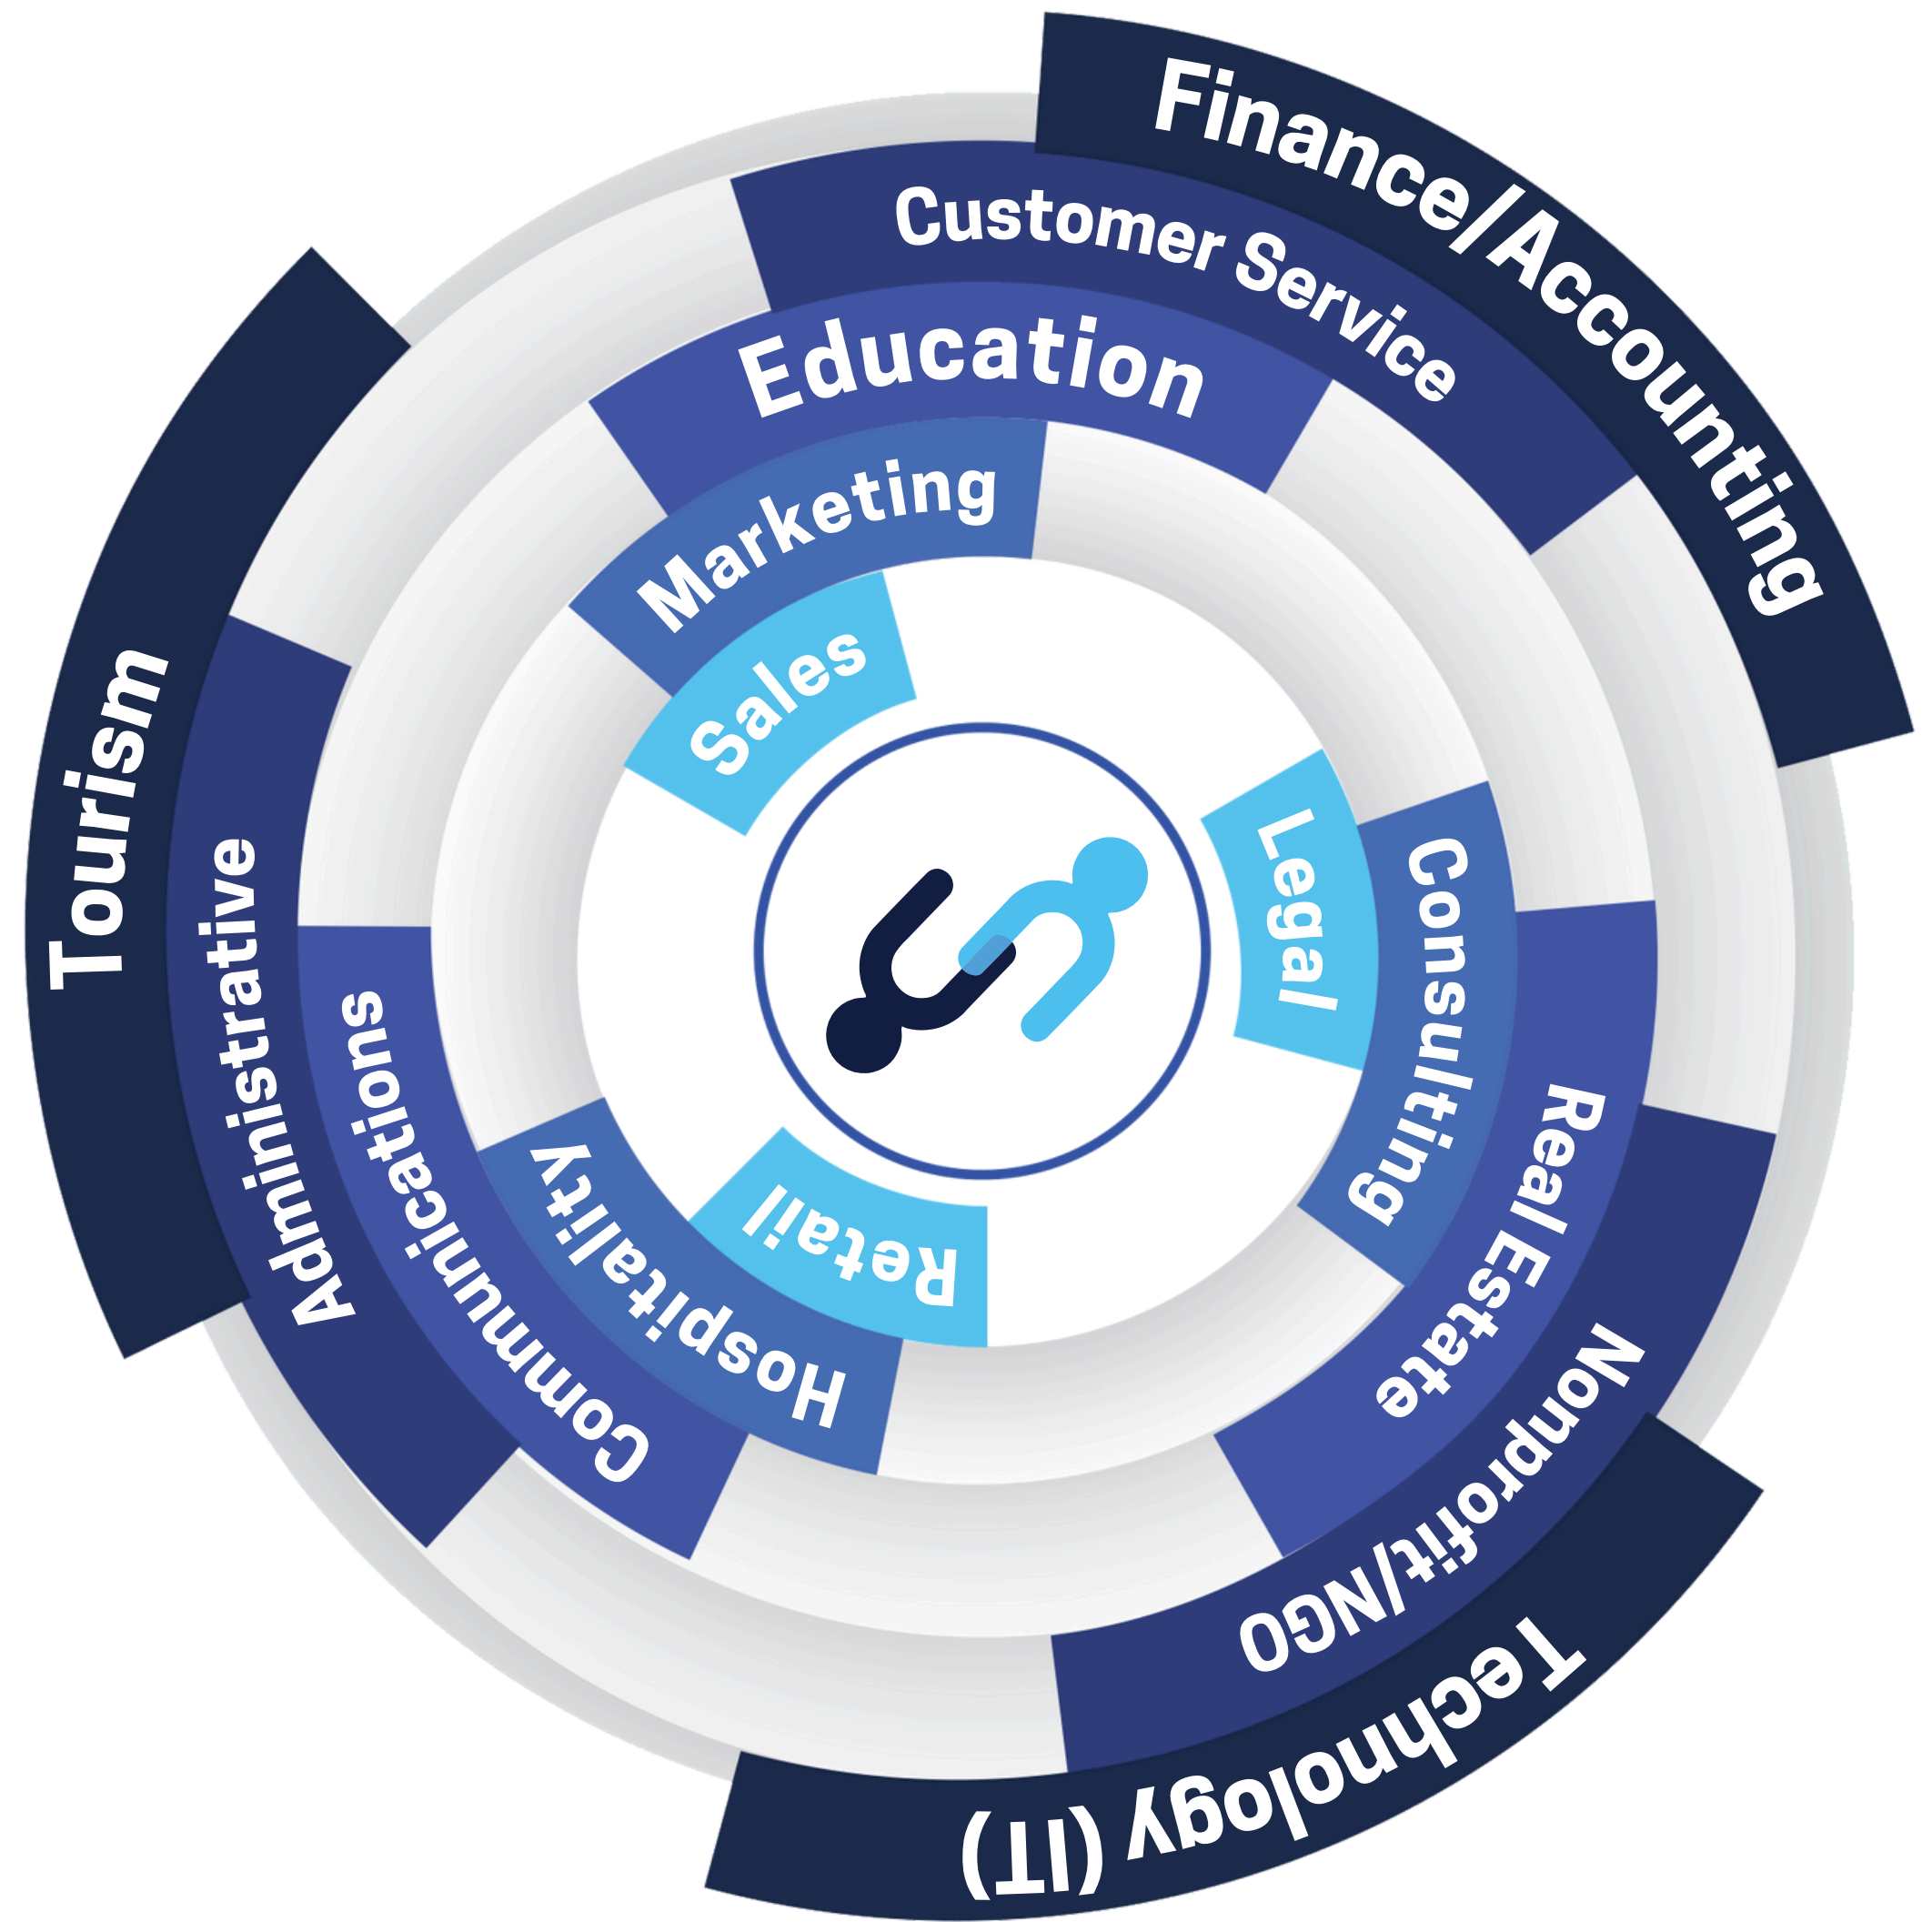 Finance/Accounting
Customer Service
Education
Marketing
Sales
Tourism
Administrative
Communications
Hospitality
Retail
Legal
Consulting
Real Estate
Nonprofit/NGO
Technology (IT)